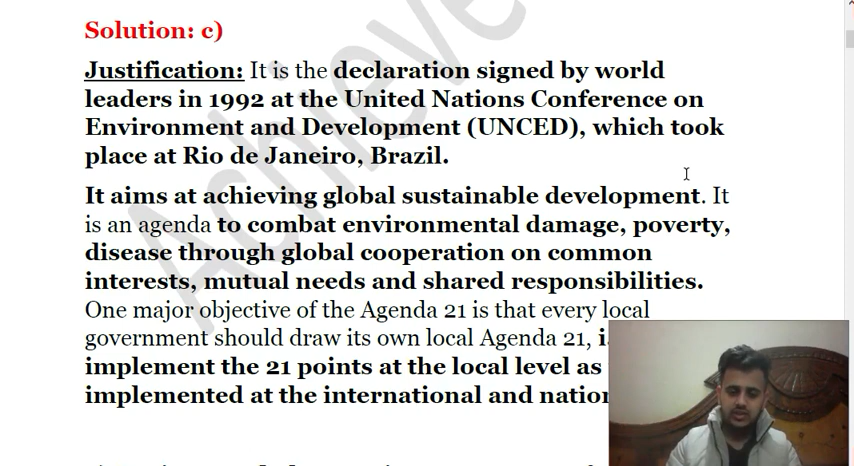 Solution: c)
Justification: It is the declaration signed by world
leaders in 1992 at the United Nations Conference on
Environment and Development (UNCED), which took
place at Rio de Janeiro, Brazil.
It aims at achieving global sustainable development. It
is an agenda to combat environmental damage, poverty,
disease through global cooperation on common
interests, mutual needs and shared responsibilities.
One major objective of the Agenda 21 is that every local
government should draw its own local Agenda 21,
implement the 21 points at the local level as
implemented at the international and
Achieve